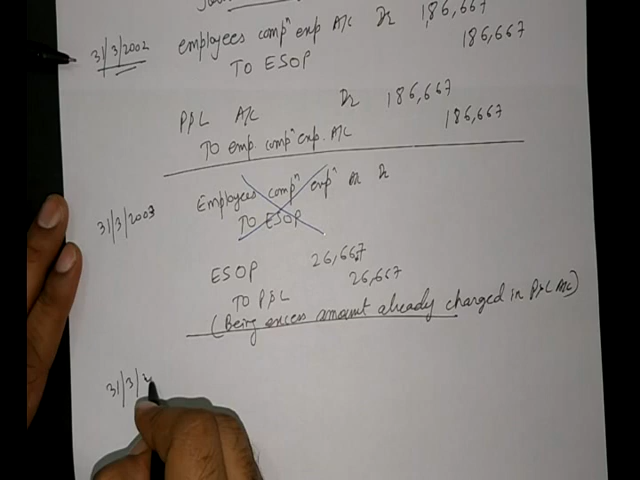 31/3/2002 employees compⁿ exp A/C Dr 186,667
TO ESOP 186,667
P&L A/C Dr 186,667
TO emp. compⁿ exp. A/C 186,667
31/3/2003 Employees compⁿ expⁿ Dr
TO ESOP
ESOP 26,667
TO P&L 26,667
(Being excess amount already charged in P&L A/c)
31/3/